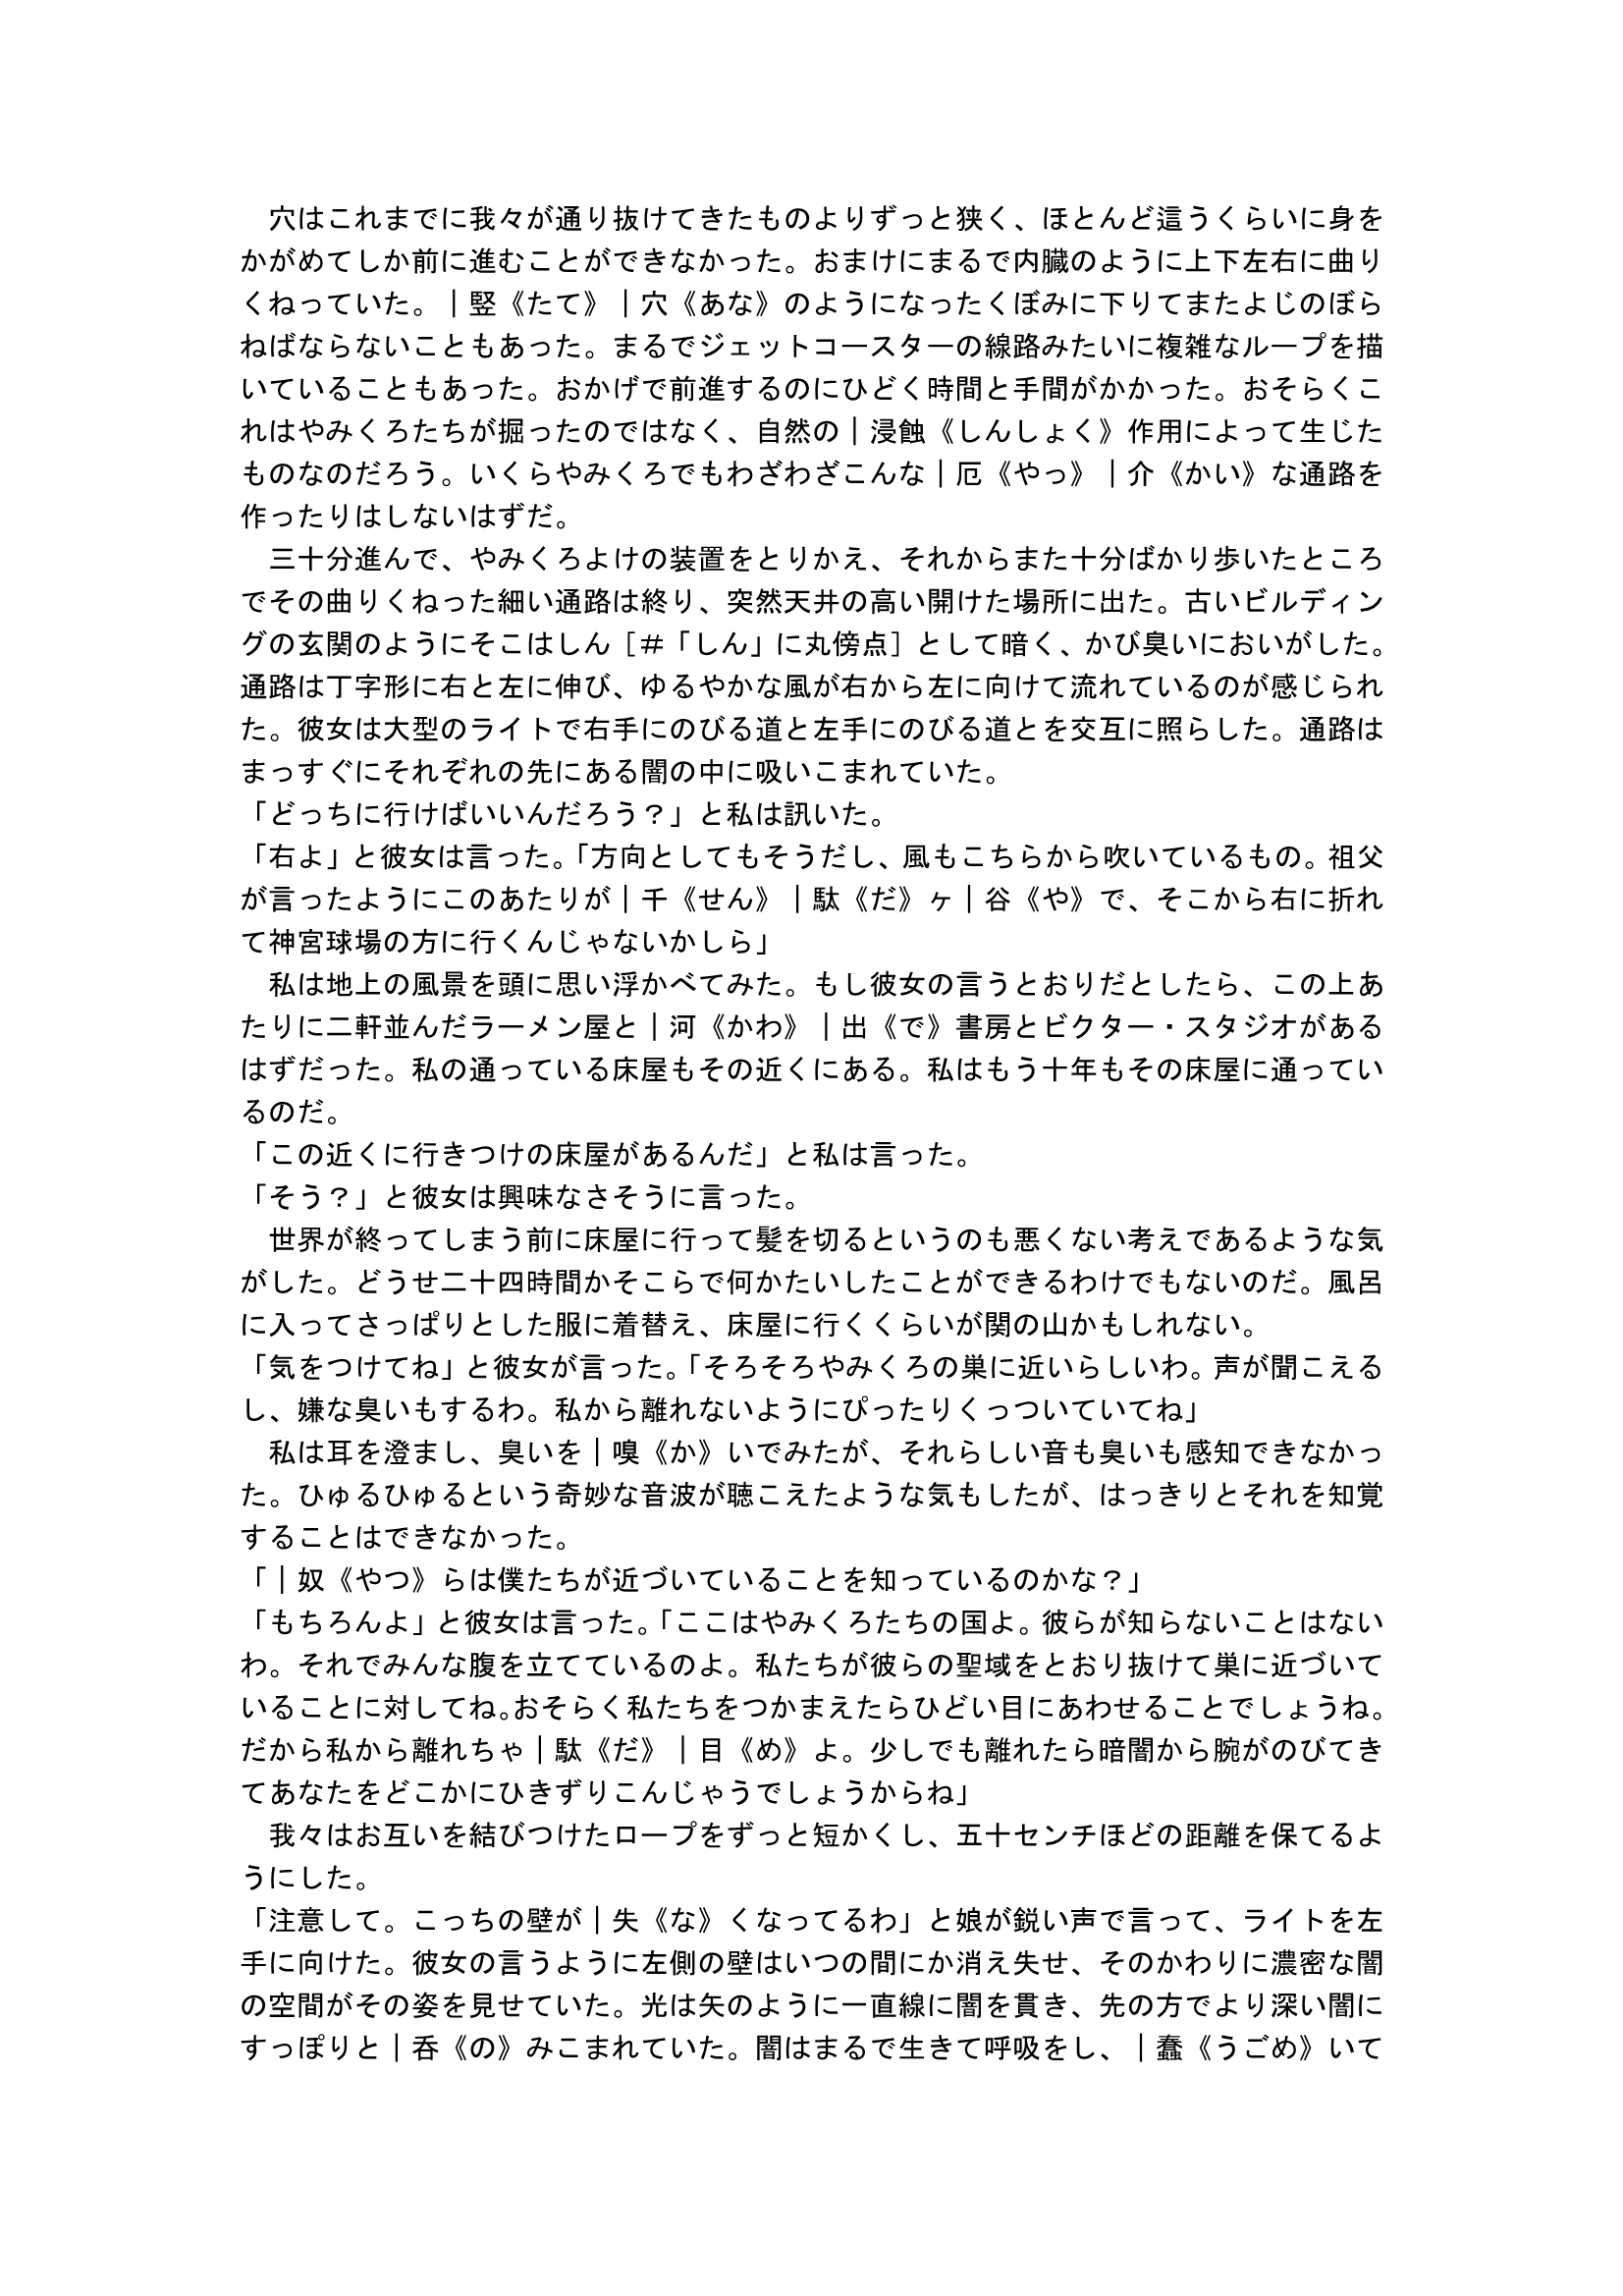 穴はこれまでに我々が通り抜けてきたものよりずっと狭く、ほとんど這うくらいに身を
かがめてしか前に進むことができなかった。おまけにまるで内臓のように上下左右に曲り
くねっていた。｜竪《たて》｜穴《あな》のようになったくぼみに下りてまたよじのぼら
ねばならないこともあった。まるでジェットコースターの線路みたいに複雑なループを描
いていることもあった。おかげで前進するのにひどく時間と手間がかかった。おそらくこ
れはやみくろたちが掘ったのではなく、自然の｜浸蝕《しんしょく》作用によって生じた
ものなのだろう。いくらやみくろでもわざわざこんな｜厄《やっ》｜介《かい》な通路を
作ったりはしないはずだ。
　三十分進んで、やみくろよけの装置をとりかえ、それからまた十分ばかり歩いたところ
でその曲りくねった細い通路は終り、突然天井の高い開けた場所に出た。古いビルディン
グの玄関のようにそこはしん［＃「しん」に丸傍点］として暗く、かび臭いにおいがした。
通路は丁字形に右と左に伸び、ゆるやかな風が右から左に向けて流れているのが感じられ
た。彼女は大型のライトで右手にのびる道と左手にのびる道とを交互に照らした。通路は
まっすぐにそれぞれの先にある闇の中に吸いこまれていた。
「どっちに行けばいいんだろう？」と私は訊いた。
「右よ」と彼女は言った。「方向としてもそうだし、風もこちらから吹いているもの。祖父
が言ったようにこのあたりが｜千《せん》｜駄《だ》ヶ｜谷《や》で、そこから右に折れ
て神宮球場の方に行くんじゃないかしら」
　私は地上の風景を頭に思い浮かべてみた。もし彼女の言うとおりだとしたら、この上あ
たりに二軒並んだラーメン屋と｜河《かわ》｜出《で》書房とビクター・スタジオがある
はずだった。私の通っている床屋もその近くにある。私はもう十年もその床屋に通ってい
るのだ。
「この近くに行きつけの床屋があるんだ」と私は言った。
「そう？」と彼女は興味なさそうに言った。
　世界が終ってしまう前に床屋に行って髪を切るというのも悪くない考えであるような気
がした。どうせ二十四時間かそこらで何かたいしたことができるわけでもないのだ。風呂
に入ってさっぱりとした服に着替え、床屋に行くくらいが関の山かもしれない。
「気をつけてね」と彼女が言った。「そろそろやみくろの巣に近いらしいわ。声が聞こえる
し、嫌な臭いもするわ。私から離れないようにぴったりくっついていてね」
　私は耳を澄まし、臭いを｜嗅《か》いでみたが、それらしい音も臭いも感知できなかっ
た。ひゅるひゅるという奇妙な音波が聴こえたような気もしたが、はっきりとそれを知覚
することはできなかった。
「｜奴《やつ》らは僕たちが近づいていることを知っているのかな？」
「もちろんよ」と彼女は言った。「ここはやみくろたちの国よ。彼らが知らないことはない
わ。それでみんな腹を立てているのよ。私たちが彼らの聖域をとおり抜けて巣に近づいて
いることに対してね。おそらく私たちをつかまえたらひどい目にあわせることでしょうね。
だから私から離れちゃ｜駄《だ》｜目《め》よ。少しでも離れたら暗闇から腕がのびてき
てあなたをどこかにひきずりこんじゃうでしょうからね」
　我々はお互いを結びつけたロープをずっと短かくし、五十センチほどの距離を保てるよ
うにした。
「注意して。こっちの壁が｜失《な》くなってるわ」と娘が鋭い声で言って、ライトを左
手に向けた。彼女の言うように左側の壁はいつの間にか消え失せ、そのかわりに濃密な闇
の空間がその姿を見せていた。光は矢のように一直線に闇を貫き、先の方でより深い闇に
すっぽりと｜呑《の》みこまれていた。闇はまるで生きて呼吸をし、｜蠢《うごめ》いて